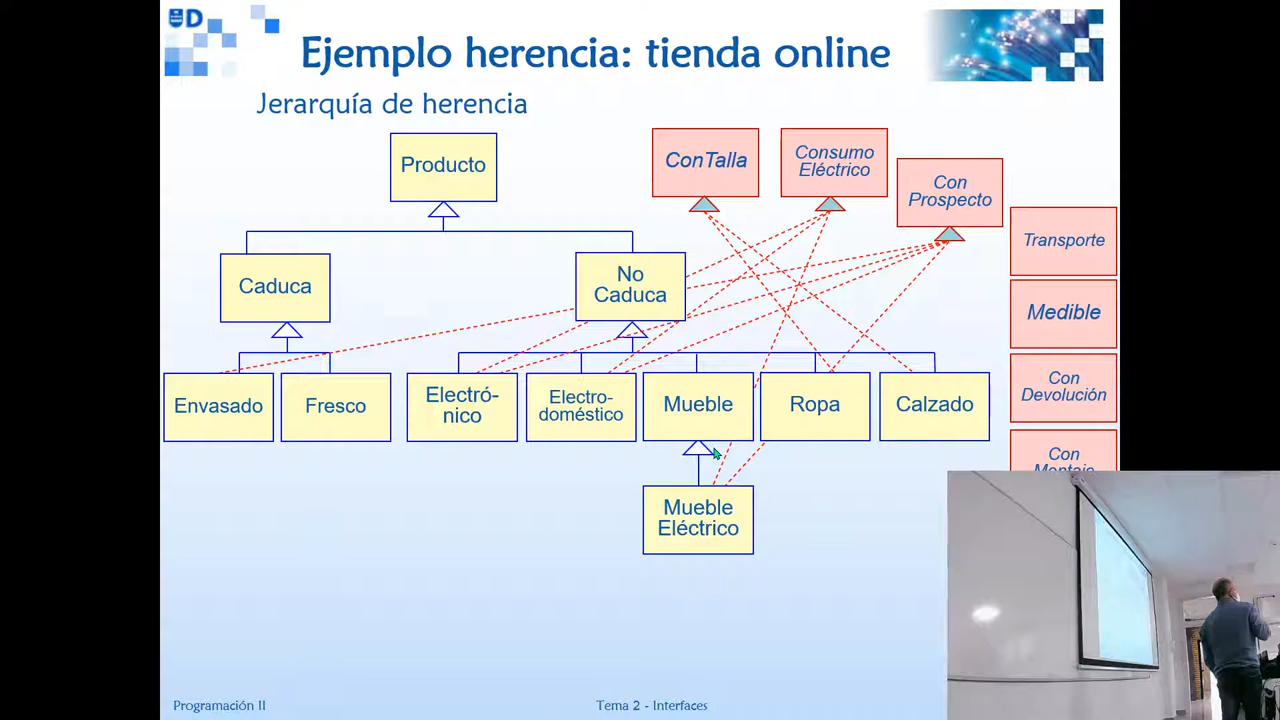 D
Ejemplo herencia: tienda online
Jerarquía de herencia
Producto
ConTalla
Consumo
Eléctrico
Con
Prospecto
Transporte
Caduca
No
Caduca
Medible
Con
Devolución
Envasado
Fresco
Electró-
nico
Electro-
doméstico
Mueble
Ropa
Calzado
Con
Montaje
Mueble
Eléctrico
Programación II
Tema 2 - Interfaces